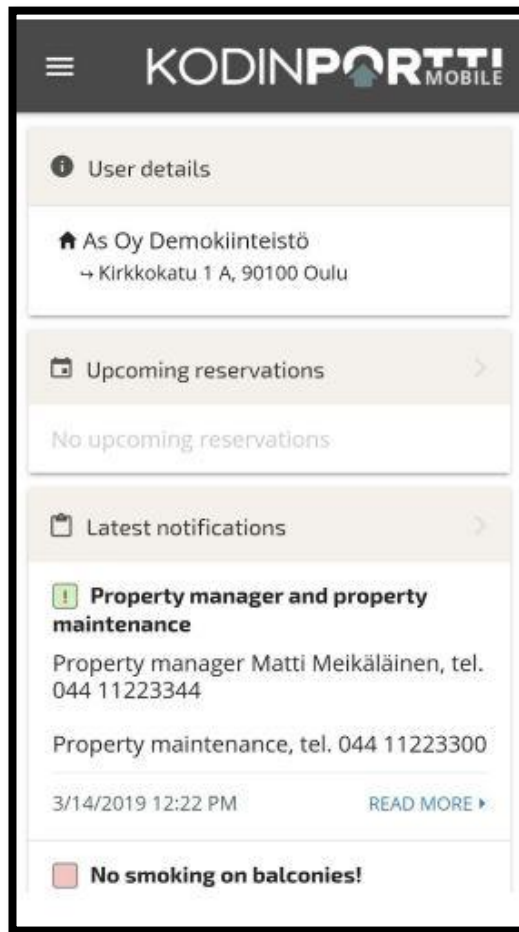 KODINPORTTI
MOBILE
User details
As Oy Demokiinteistö
→ Kirkkokatu 1 A, 90100 Oulu
Upcoming reservations
No upcoming reservations
Latest notifications
! Property manager and property
maintenance
Property manager Matti Meikäläinen, tel.
044 11223344
Property maintenance, tel. 044 11223300
3/14/2019 12:22 PM READ MORE
No smoking on balconies!